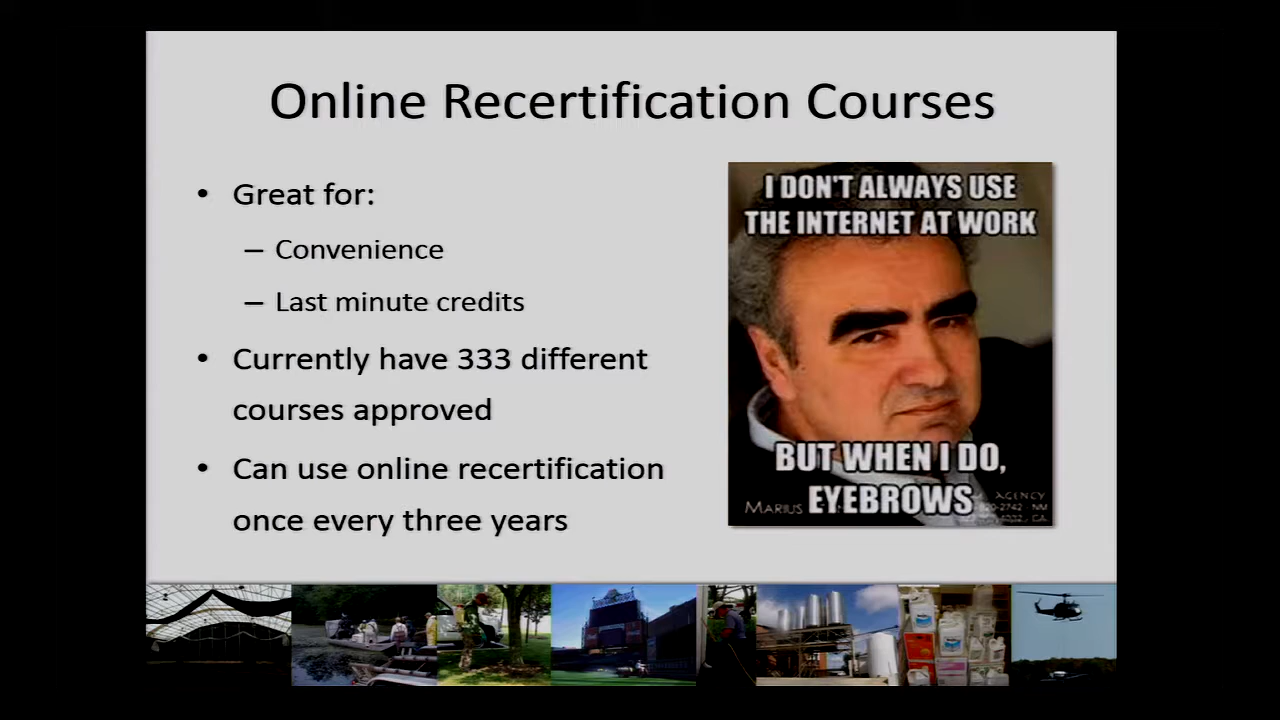 Online Recertification Courses
• Great for:
– Convenience
– Last minute credits
• Currently have 333 different
courses approved
• Can use online recertification
once every three years
I DON'T ALWAYS USE
THE INTERNET AT WORK
BUT WHEN I DO,
EYEBROWS
MARIUS
AGENCY